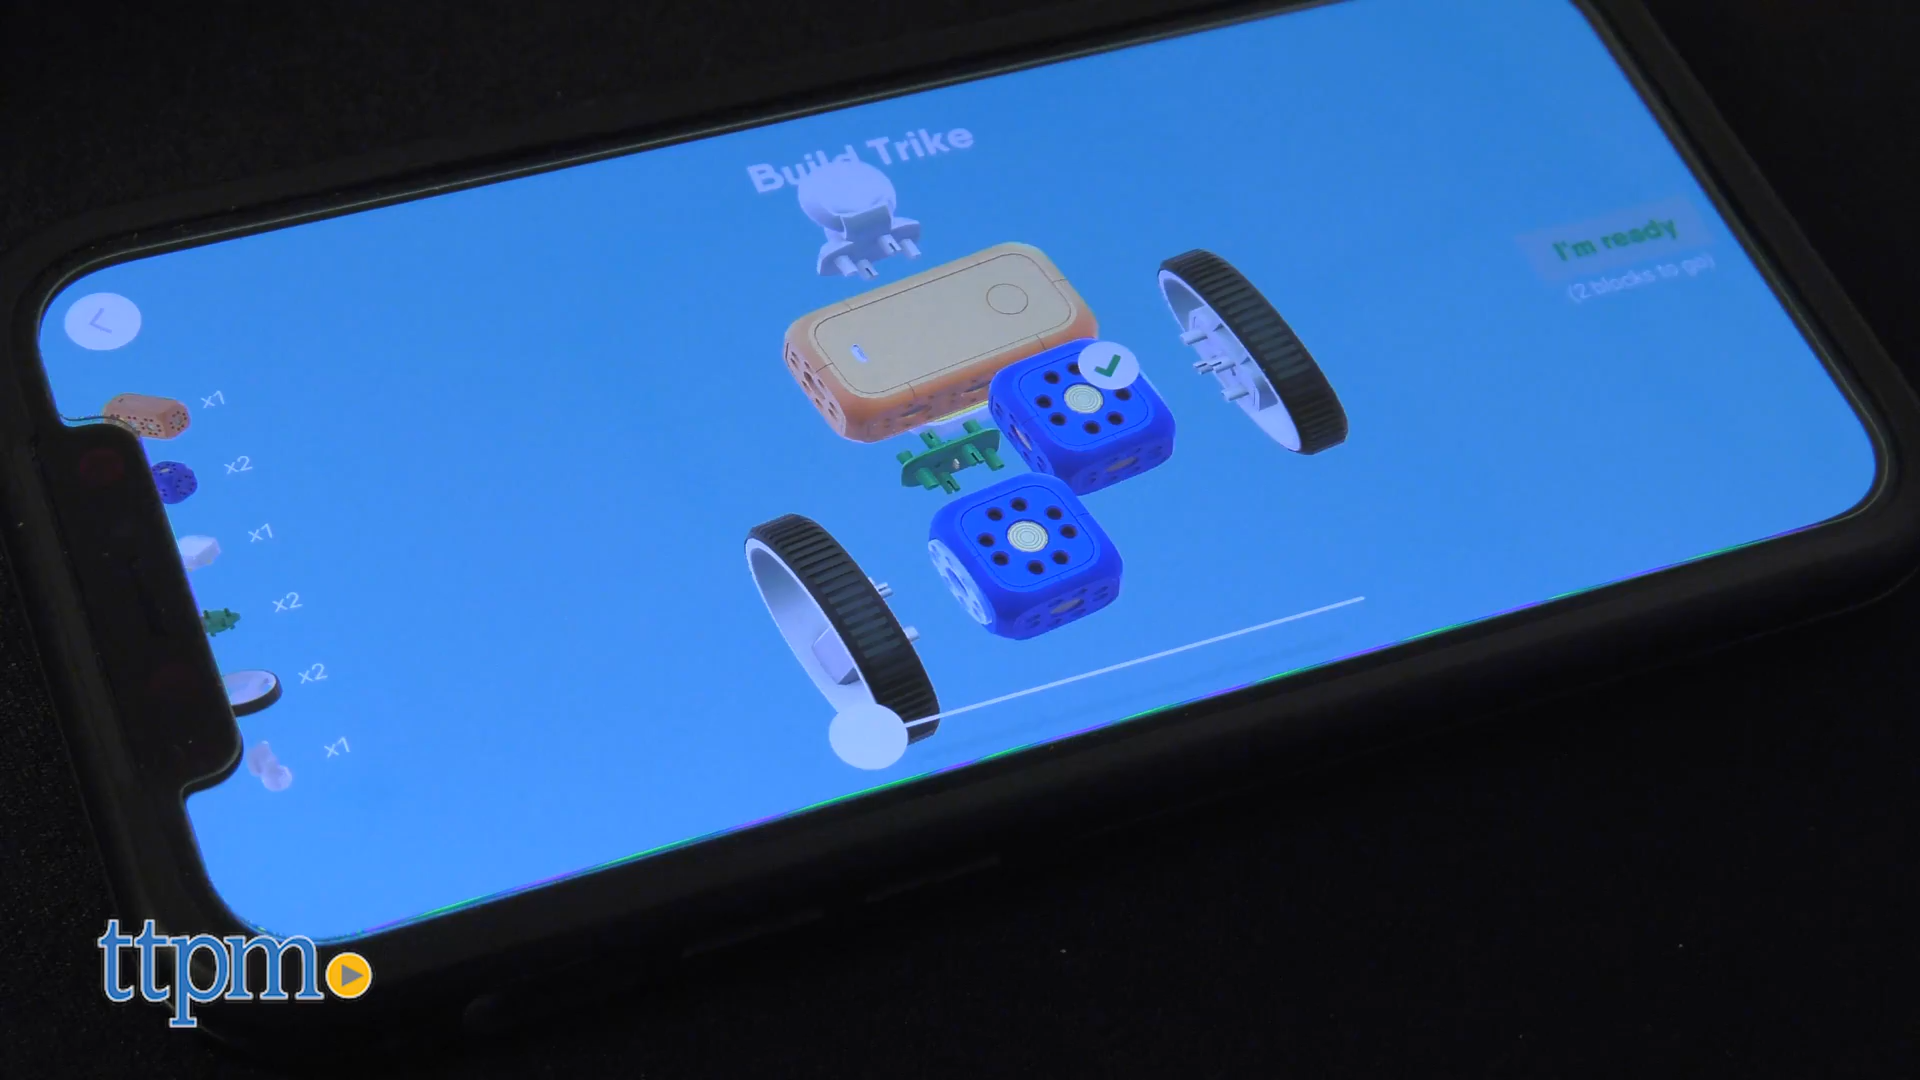 Build Trike
I'm ready
(2 blocks to go)
x1
x2
x1
x2
x2
x1
ttpm